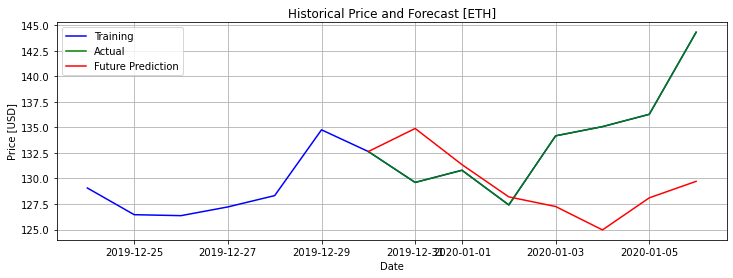 Historical Price and Forecast [ETH]
Training
Actual
Future Prediction
Price [USD]
145.0
142.5
140.0
137.5
135.0
132.5
130.0
127.5
125.0
2019-12-25 2019-12-27 2019-12-29 2019-12-31 2020-01-01 2020-01-03 2020-01-05
Date